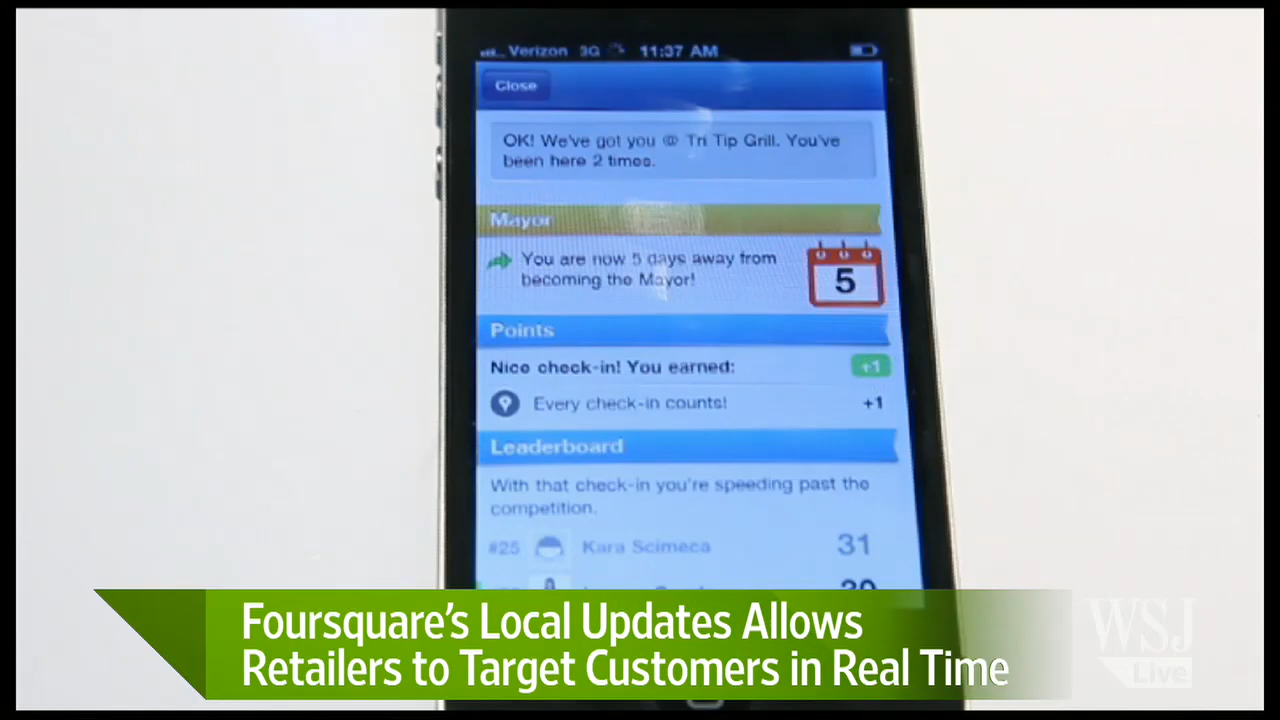 Verizon 3G 11:37 AM
Close
OK! We've got you @ Tri Tip Grill. You've
been here 2 times.
Mayor
You are now 5 days away from
becoming the Mayor!
5
Points
Nice check-in! You earned: +1
Every check-in counts! +1
Leaderboard
With that check-in you're speeding past the
competition.
#25 Kara Scimeca 31
Foursquare's Local Updates Allows
Retailers to Target Customers in Real Time
WSJ
Live